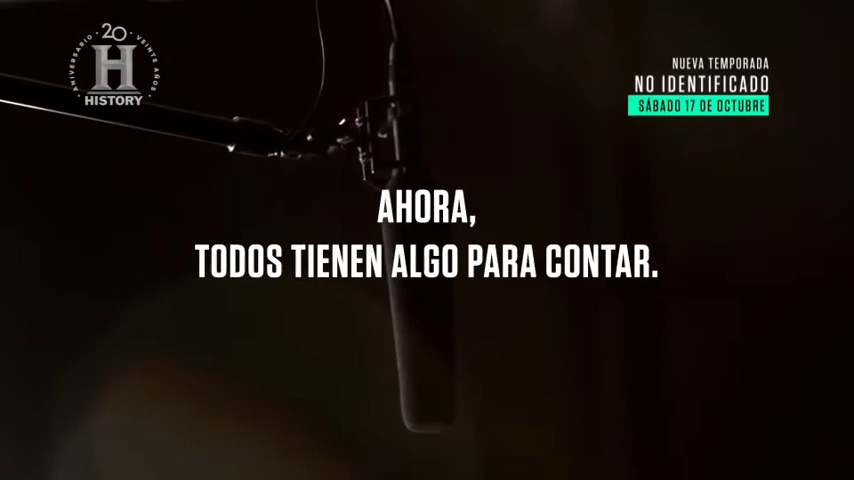 ANIVERSARIO · 20 · VEINTE AÑOS
H
HISTORY
NUEVA TEMPORADA
NO IDENTIFICADO
SÁBADO 17 DE OCTUBRE
AHORA,
TODOS TIENEN ALGO PARA CONTAR.